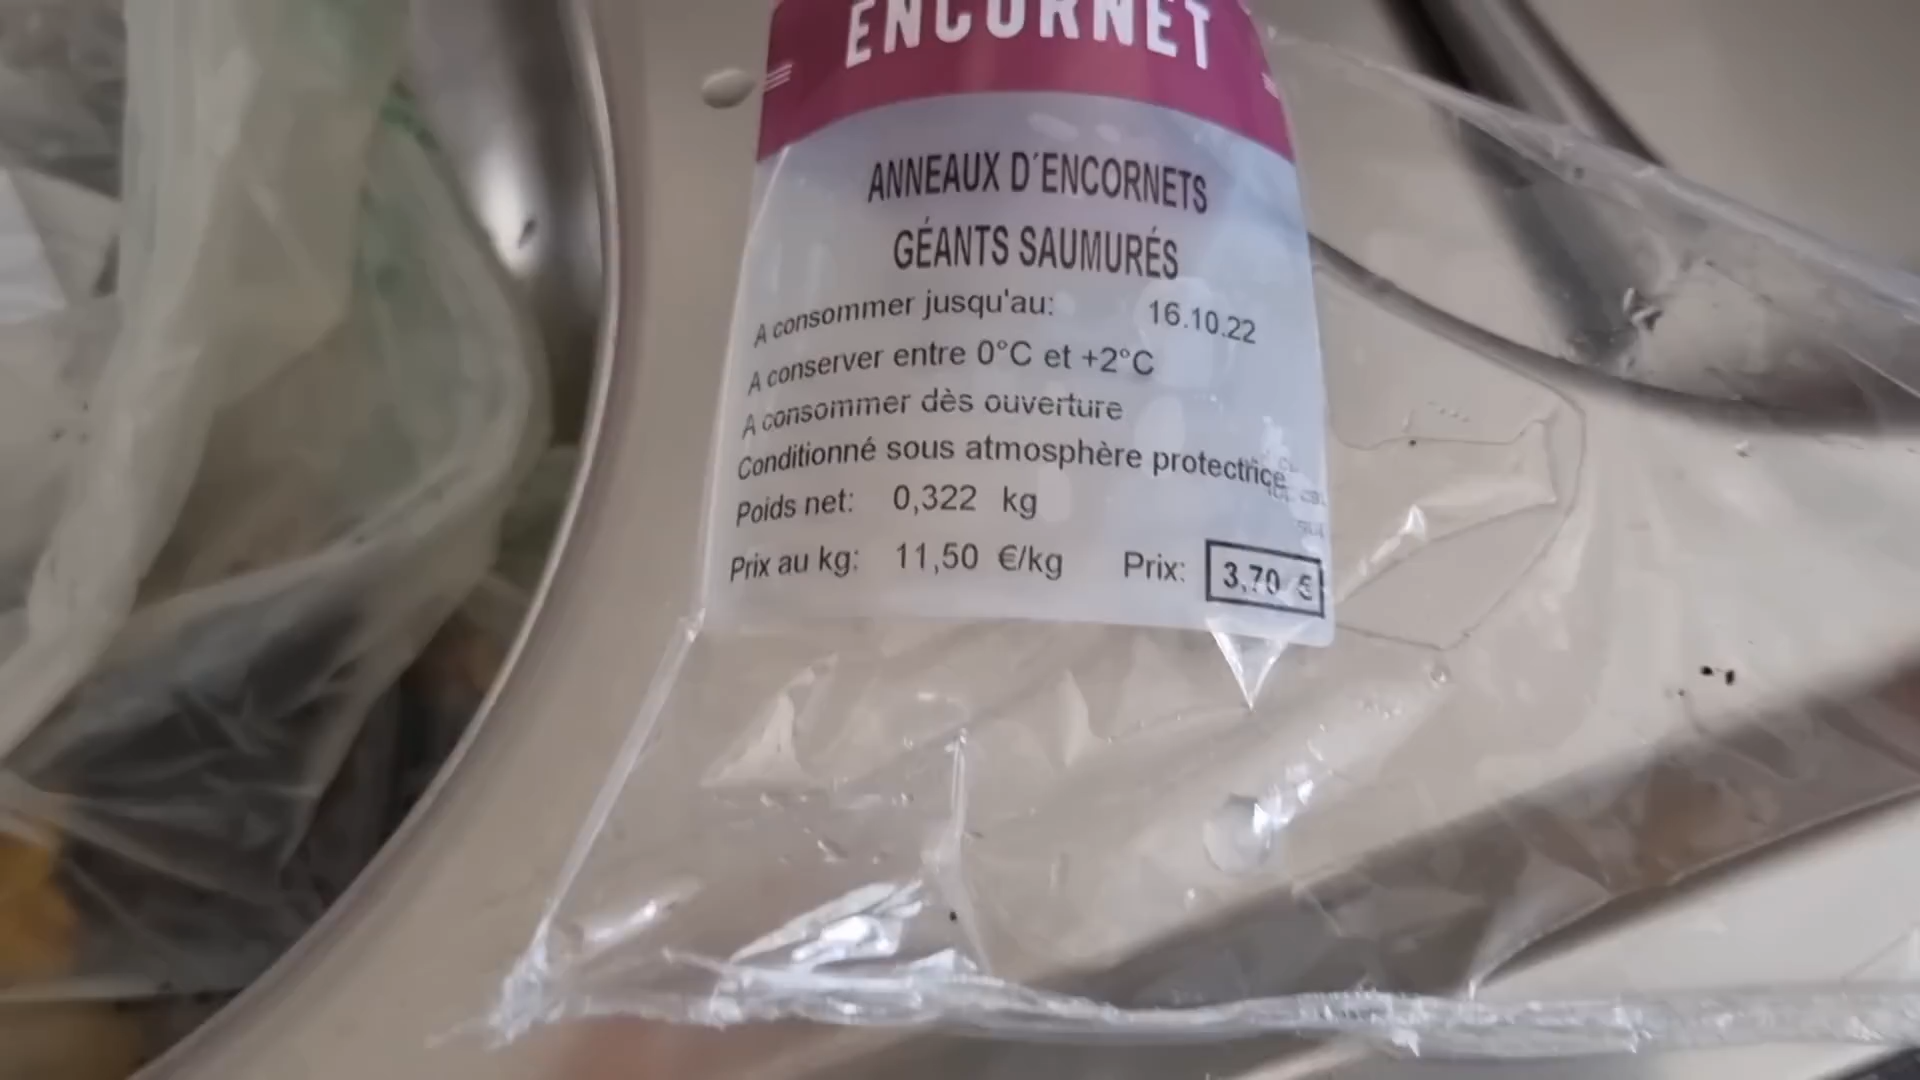 ENCORNET
ANNEAUX D'ENCORNETS
GÉANTS SAUMURÉS
A consommer jusqu'au: 16.10.22
A conserver entre 0°C et +2°C
A consommer dès ouverture
Conditionné sous atmosphère protectrice
Poids net: 0,322 kg
Prix au kg: 11,50 €/kg Prix: 3,70 €